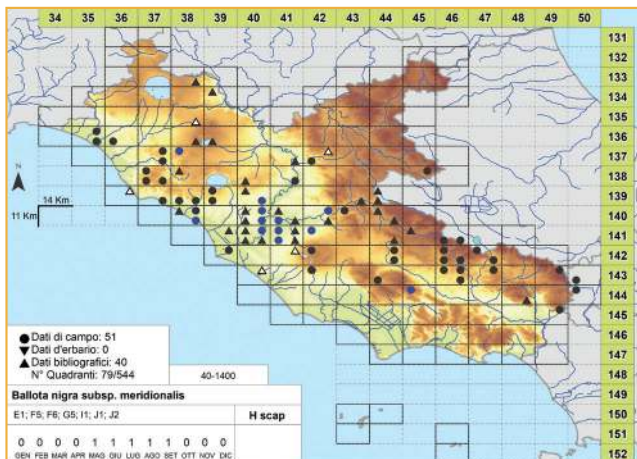 34 35 36 37 38 39 40 41 42 43 44 45 46 47 48 49 50
131
132
133
134
135
136
137
138
139
140
141
142
143
144
145
146
147
148
149
150
151
152
N
14 Km
11 Km
Dati di campo: 51
Dati d'erbario: 0
Dati bibliografici: 40
N° Quadranti: 79/544
40-1400
Ballota nigra subsp. meridionalis
E1; F5; F6; G5; I1; J1; J2
H scap
0 0 0 0 1 1 1 1 1 0 0 0
GEN FEB MAR APR MAG GIU LUG AGO SET OTT NOV DIC